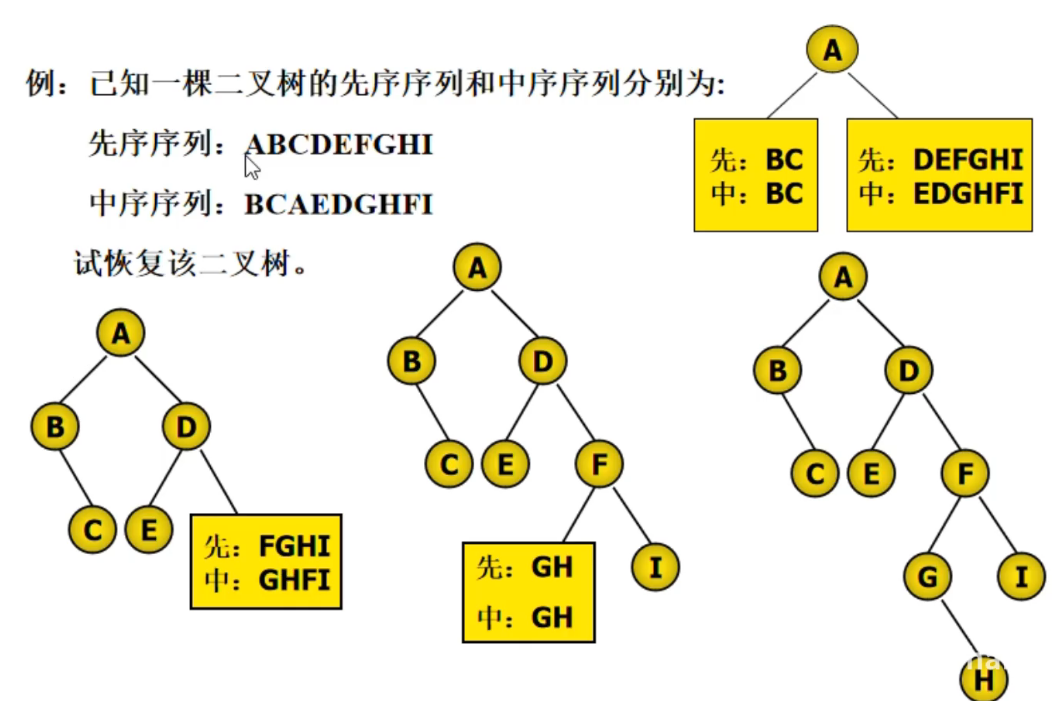 例：已知一棵二叉树的先序序列和中序序列分别为:
先序序列：ABCDEFGHI
中序序列：BCAEDGHFI
试恢复该二叉树。
A
先：BC
中：BC
先：DEFGHI
中：EDGHFI
A
B
D
C
E
先：FGHI
中：GHFI
A
B
D
C
E
F
先：GH
中：GH
I
A
B
D
C
E
F
G
I
H